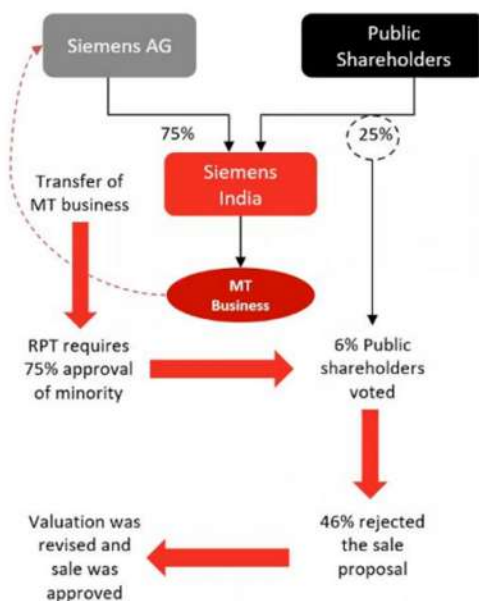 Siemens AG
Public
Shareholders
75%
25%
Siemens
India
Transfer of
MT business
MT
Business
RPT requires
75% approval
of minority
6% Public
shareholders
voted
Valuation was
revised and
sale was
approved
46% rejected
the sale
proposal